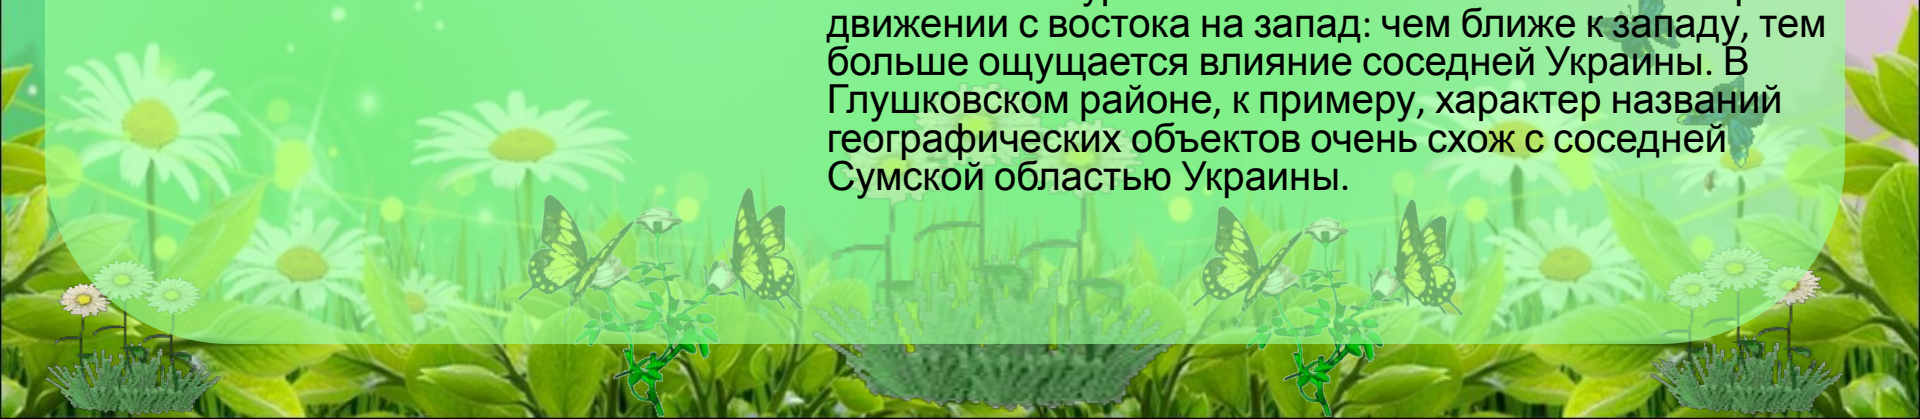 движении с востока на запад: чем ближе к западу, тем
больше ощущается влияние соседней Украины. В
Глушковском районе, к примеру, характер названий
географических объектов очень схож с соседней
Сумской областью Украины.